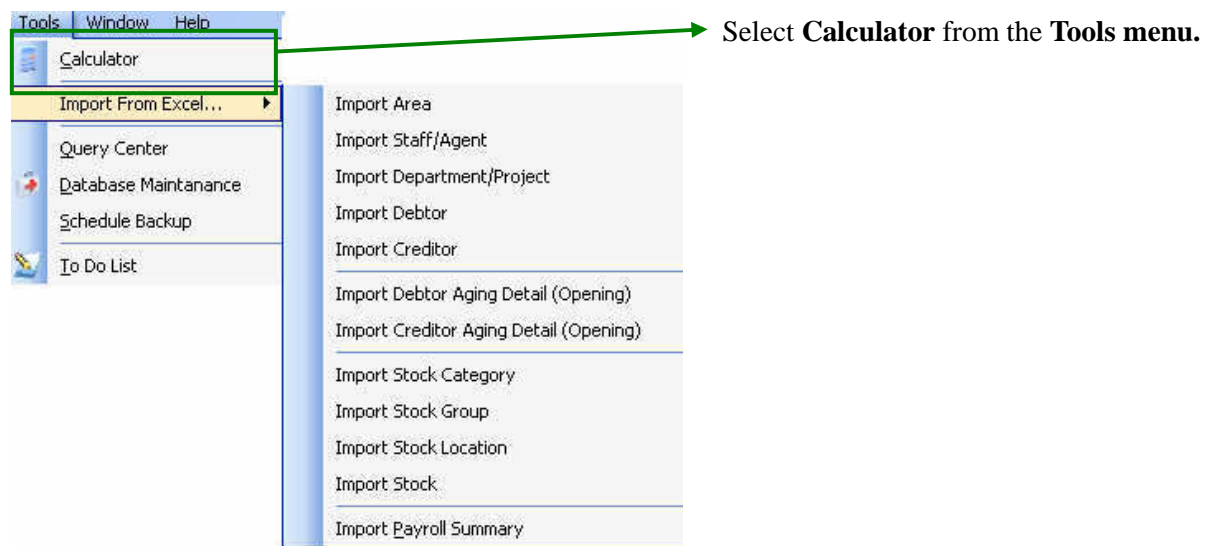 Tools Window Help
Select Calculator from the Tools menu.
Calculator
Import From Excel...
Query Center
Database Maintanance
Schedule Backup
To Do List
Import Area
Import Staff/Agent
Import Department/Project
Import Debtor
Import Creditor
Import Debtor Aging Detail (Opening)
Import Creditor Aging Detail (Opening)
Import Stock Category
Import Stock Group
Import Stock Location
Import Stock
Import Payroll Summary